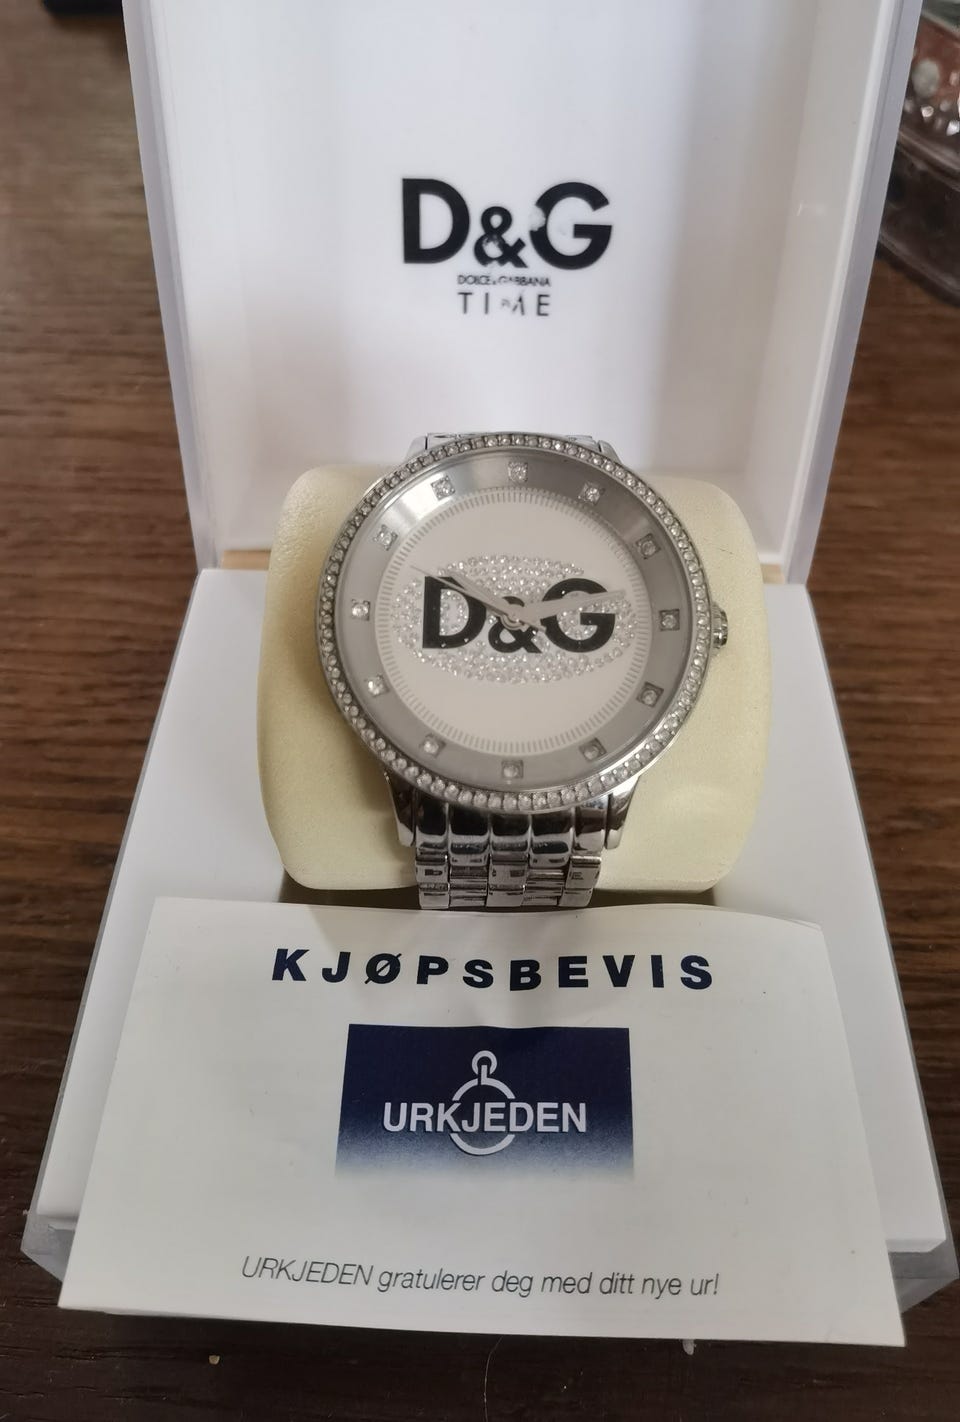 D&G
DOLCE & GABBANA
TIME
D&G
KJØPSBEVIS
URKJEDEN
URKJEDEN gratulerer deg med ditt nye ur!